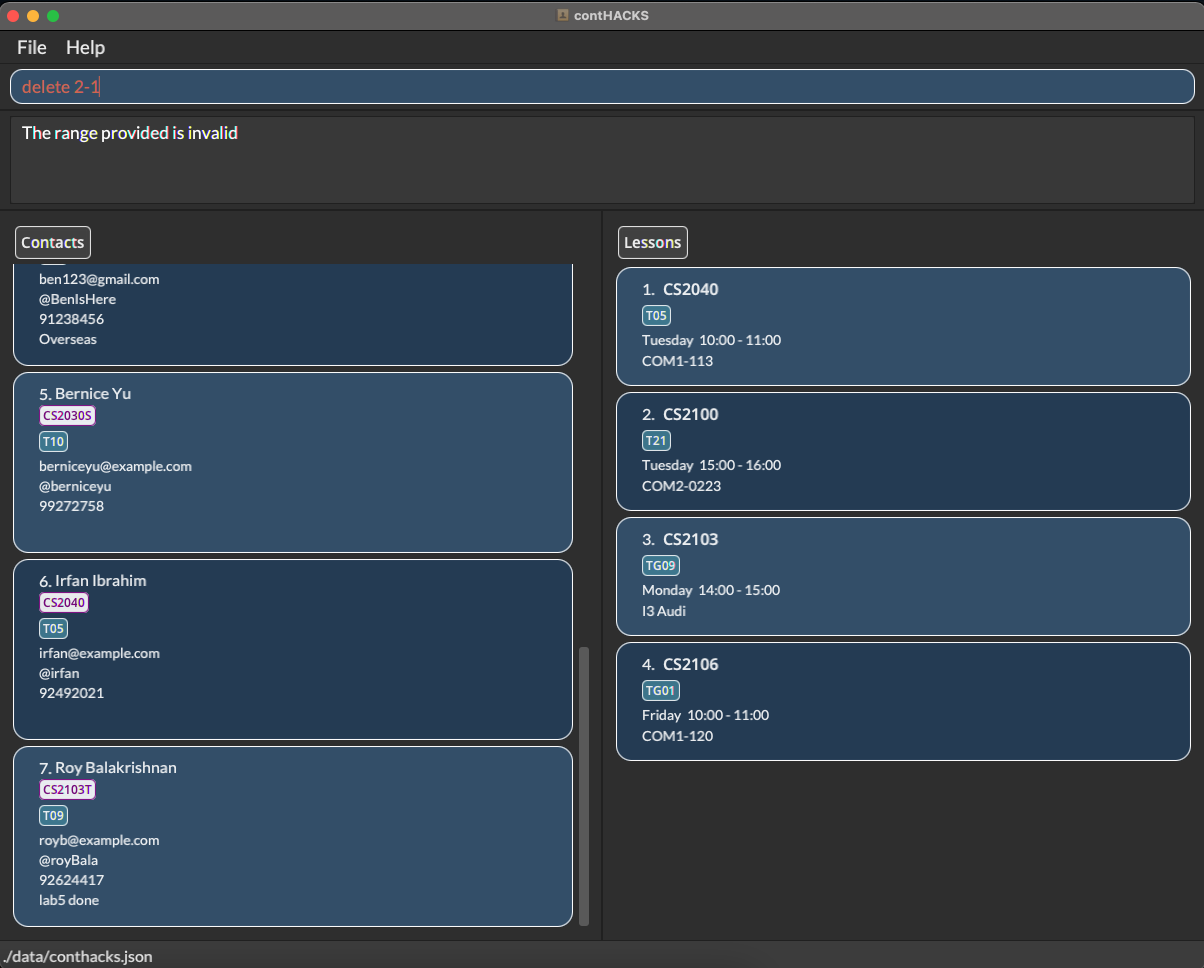 contHACKS
File Help
delete 2-1
The range provided is invalid
Contacts
ben123@gmail.com
@BenIsHere
91238456
Overseas
5. Bernice Yu
CS2030S
T10
berniceyu@example.com
@berniceyu
99272758
6. Irfan Ibrahim
CS2040
T05
irfan@example.com
@irfan
92492021
7. Roy Balakrishnan
CS2103T
T09
royb@example.com
@royBala
92624417
lab5 done
Lessons
1. CS2040
T05
Tuesday 10:00 - 11:00
COM1-113
2. CS2100
T21
Tuesday 15:00 - 16:00
COM2-0223
3. CS2103
TG09
Monday 14:00 - 15:00
I3 Audi
4. CS2106
TG01
Friday 10:00 - 11:00
COM1-120
./data/conthacks.json